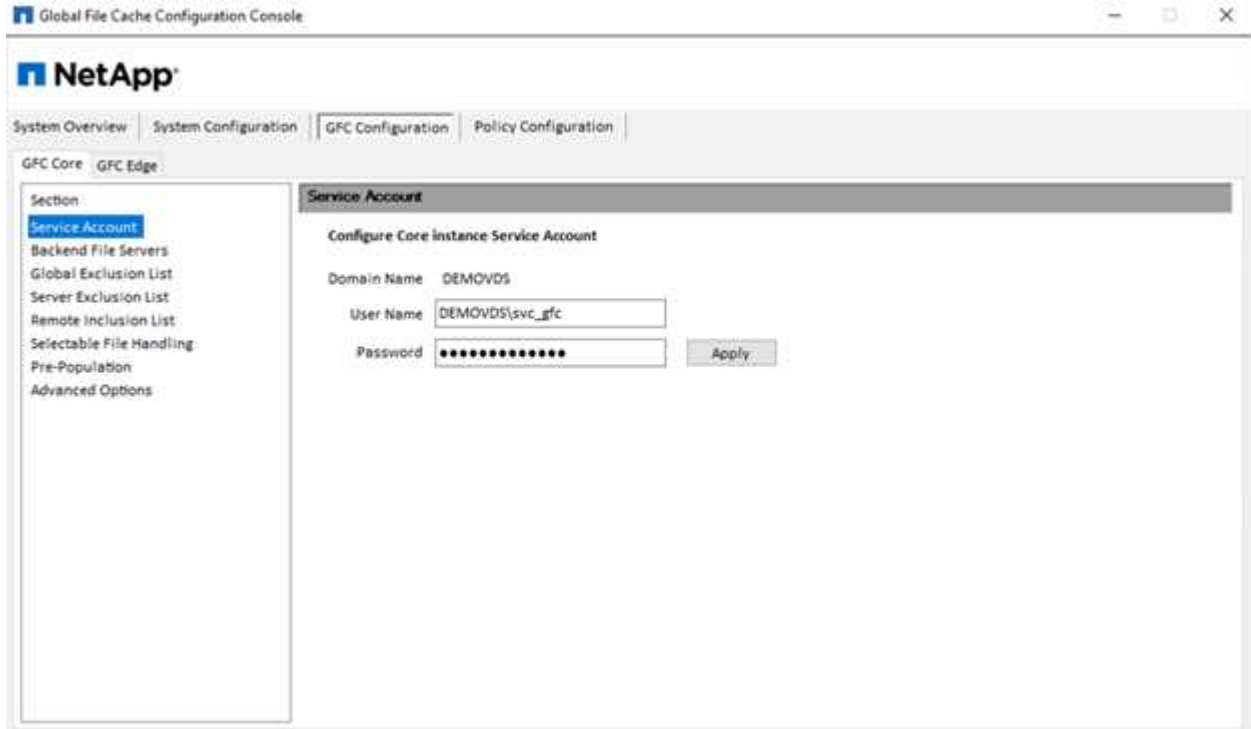 Global File Cache Configuration Console
NetApp
System Overview System Configuration GFC Configuration Policy Configuration
GFC Core GFC Edge
Section
Service Account
Backend File Servers
Global Exclusion List
Server Exclusion List
Remote Inclusion List
Selectable File Handling
Pre-Population
Advanced Options
Service Account
Configure Core instance Service Account
Domain Name DEMOVDS
User Name DEMOVDS\svc_gfc
Password ●●●●●●●●●●●●● Apply